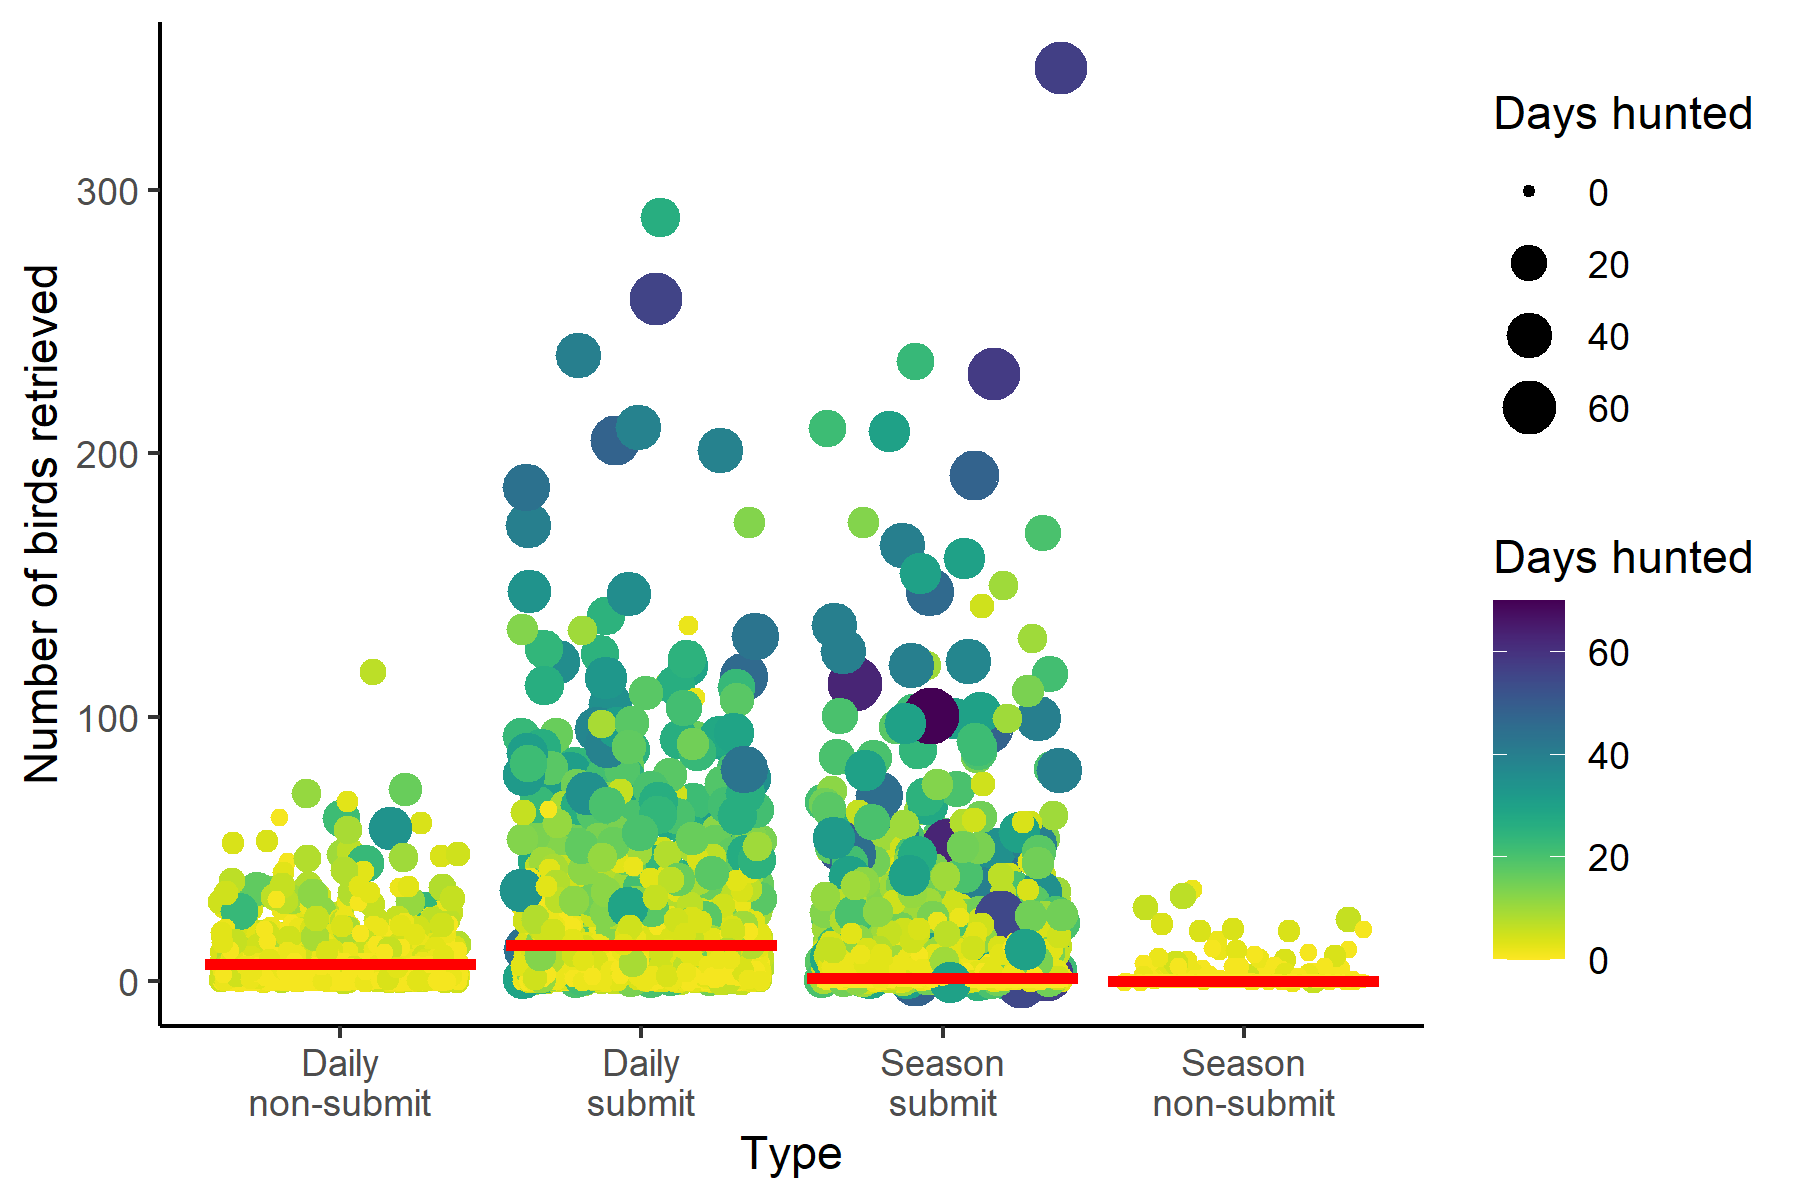 Number of birds retrieved
300
200
100
0
Daily
non-submit
Daily
submit
Season
submit
Season
non-submit
Type
Days hunted
0
20
40
60
Days hunted
60
40
20
0